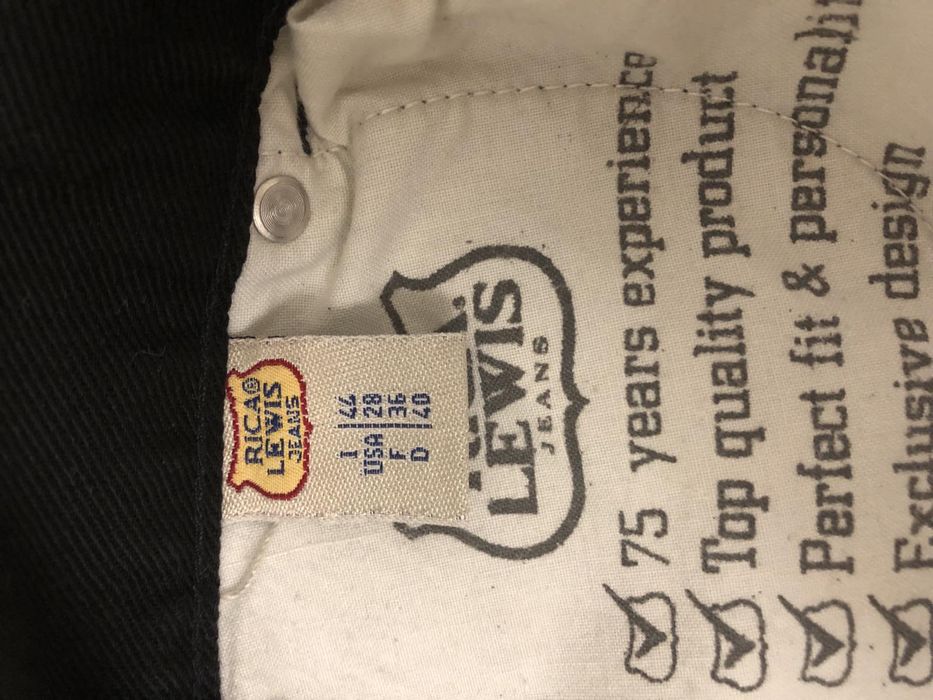 RICA®
LEWIS
JEANS
I 44
USA 28
F 36
D 40
LEWIS
JEANS
75 years experience
Top quality product
Perfect fit &
Exclusive design